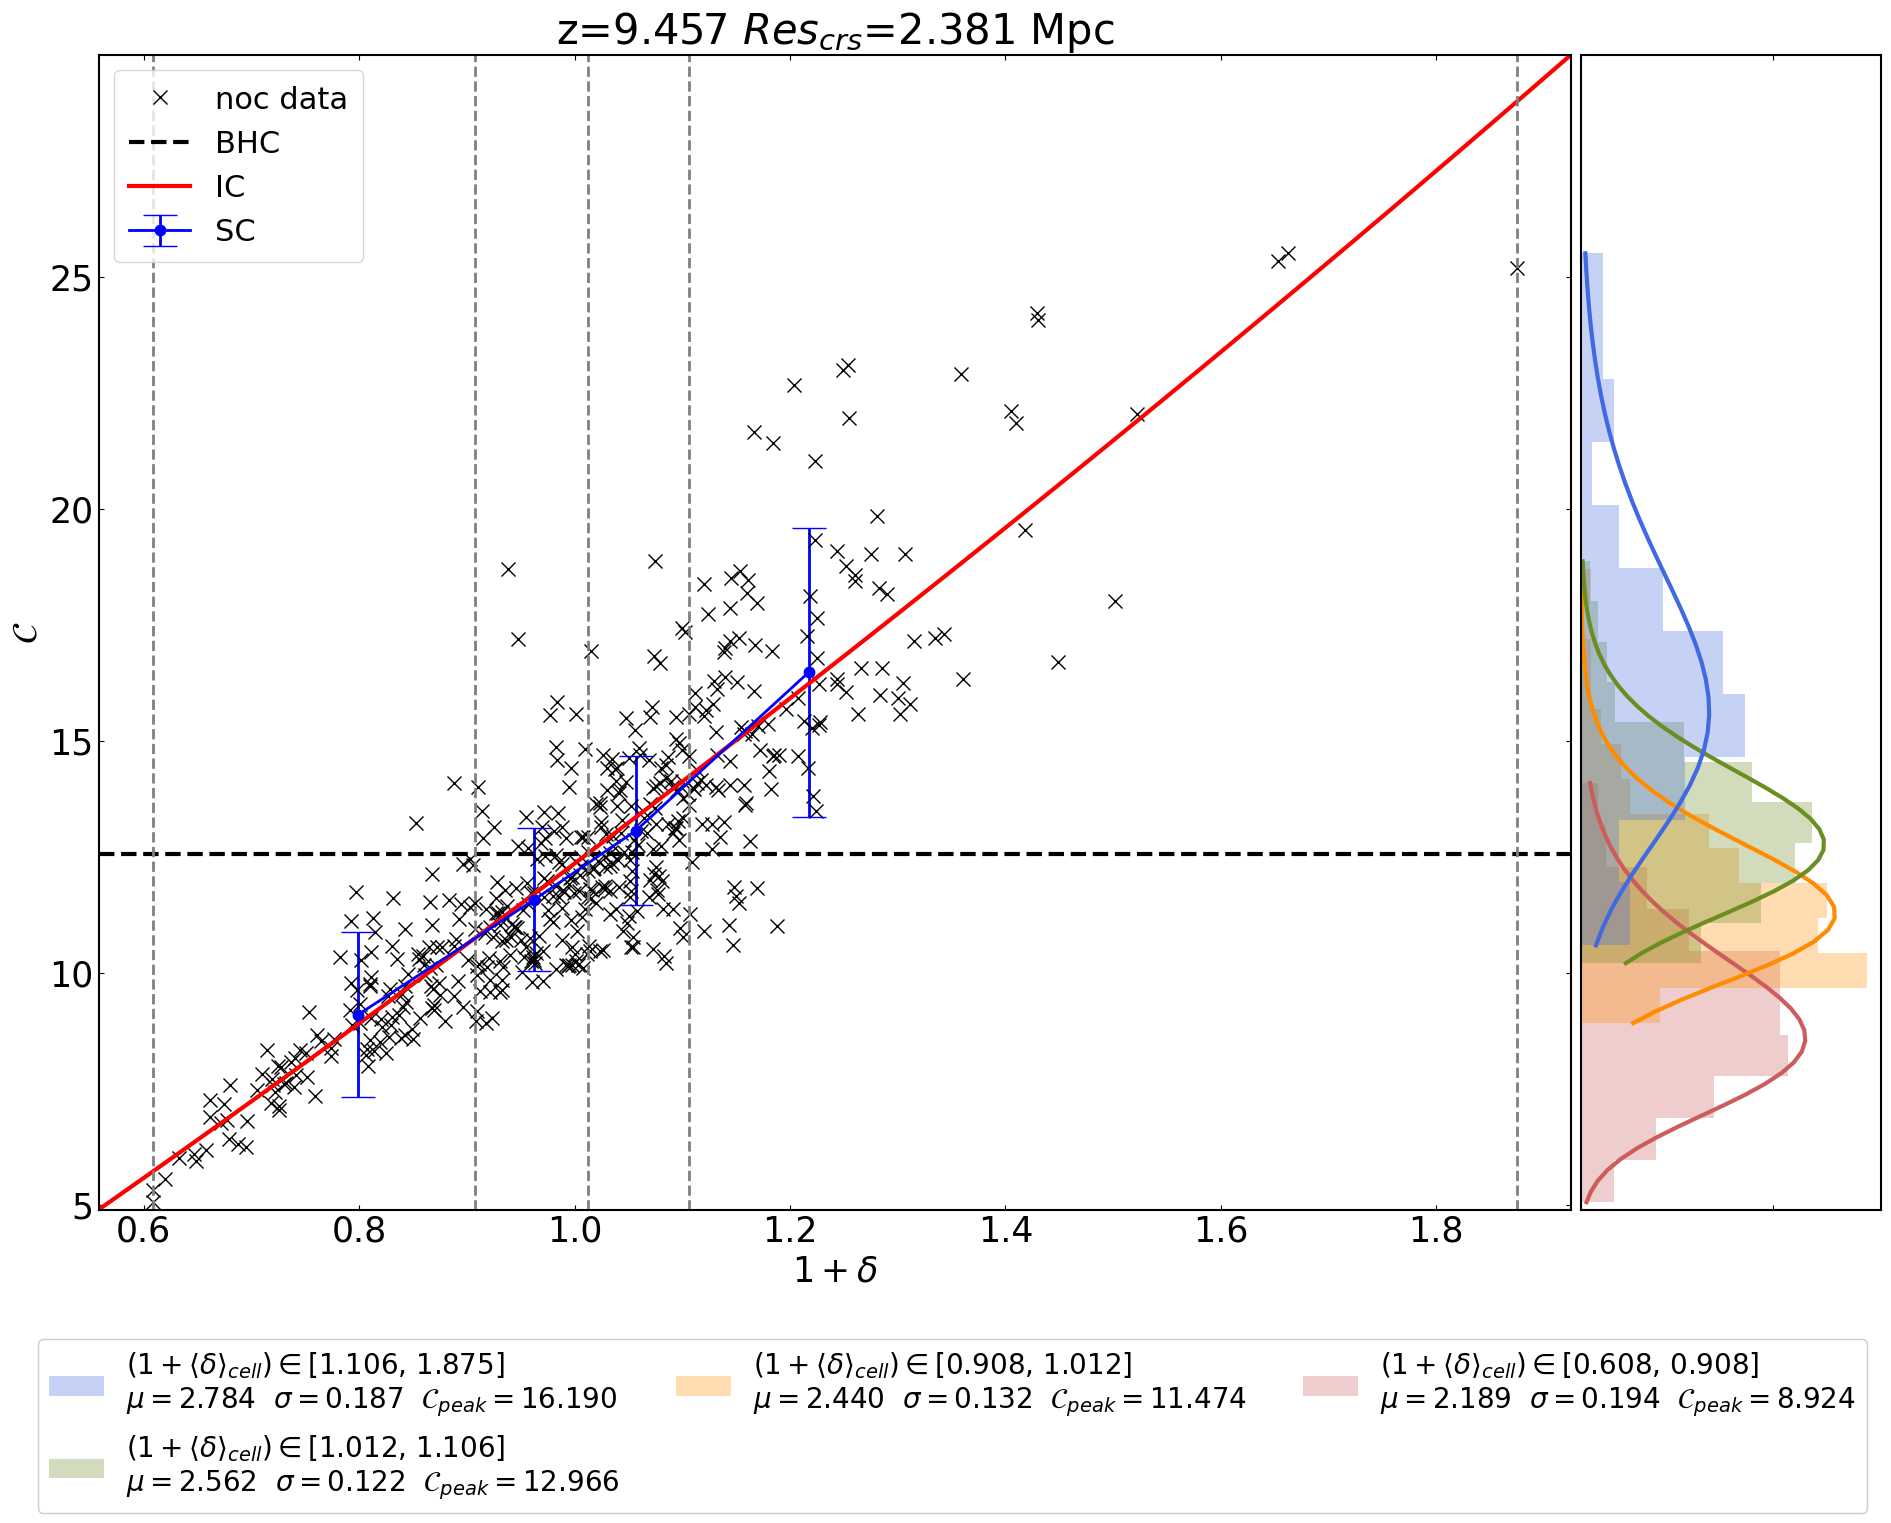 z=9.457 Res_crs=2.381 Mpc
noc data
BHC
IC
SC
𝒞
25
20
15
10
5
0.6 0.8 1.0 1.2 1.4 1.6 1.8
1 + δ
(1 + ⟨δ⟩_cell) ∈ [1.106, 1.875]
μ = 2.784 σ = 0.187 𝒞_peak = 16.190
(1 + ⟨δ⟩_cell) ∈ [1.012, 1.106]
μ = 2.562 σ = 0.122 𝒞_peak = 12.966
(1 + ⟨δ⟩_cell) ∈ [0.908, 1.012]
μ = 2.440 σ = 0.132 𝒞_peak = 11.474
(1 + ⟨δ⟩_cell) ∈ [0.608, 0.908]
μ = 2.189 σ = 0.194 𝒞_peak = 8.924